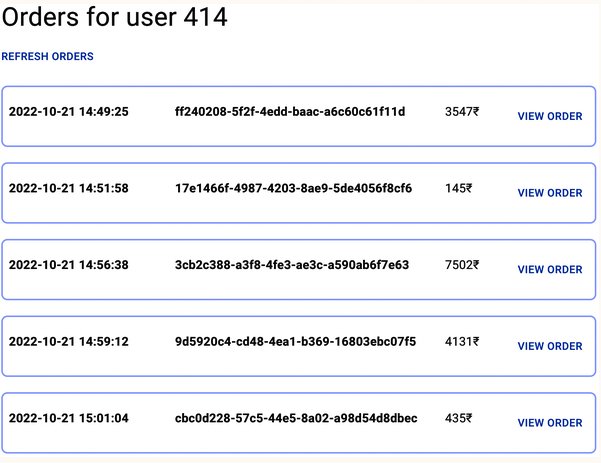 Orders for user 414
REFRESH ORDERS
2022-10-21 14:49:25 ff240208-5f2f-4edd-baac-a6c60c61f11d 3547₹ VIEW ORDER
2022-10-21 14:51:58 17e1466f-4987-4203-8ae9-5de4056f8cf6 145₹ VIEW ORDER
2022-10-21 14:56:38 3cb2c388-a3f8-4fe3-ae3c-a590ab6f7e63 7502₹ VIEW ORDER
2022-10-21 14:59:12 9d5920c4-cd48-4ea1-b369-16803ebc07f5 4131₹ VIEW ORDER
2022-10-21 15:01:04 cbc0d228-57c5-44e5-8a02-a98d54d8dbec 435₹ VIEW ORDER